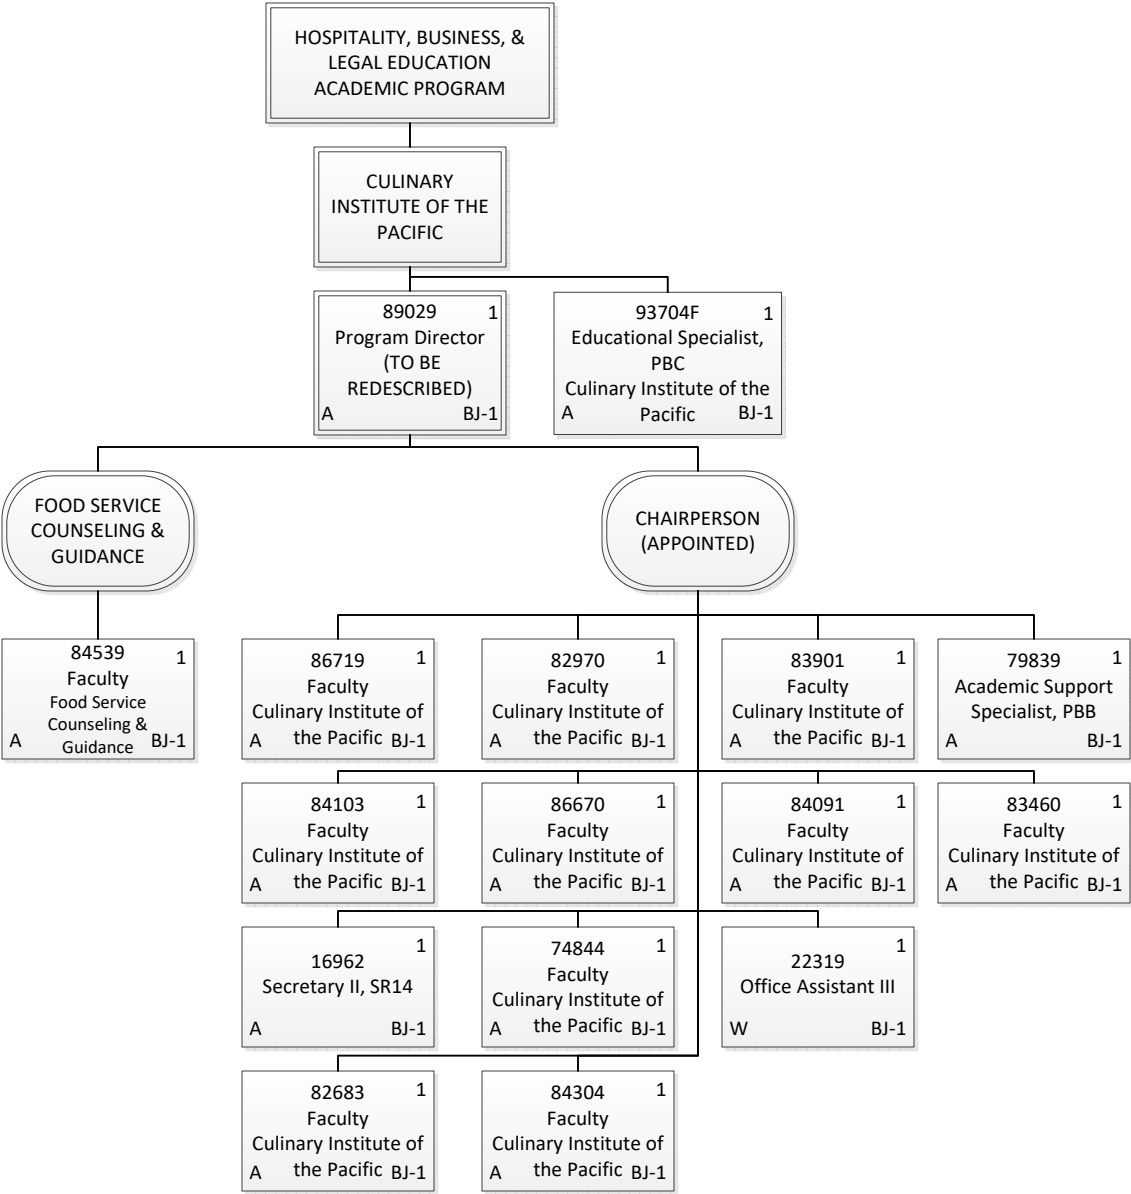 HOSPITALITY, BUSINESS, &
LEGAL EDUCATION
ACADEMIC PROGRAM
CULINARY
INSTITUTE OF THE
PACIFIC
89029 1
Program Director
(TO BE
REDESCRIBED)
A BJ-1
93704F 1
Educational Specialist,
PBC
Culinary Institute of the
A Pacific BJ-1
FOOD SERVICE
COUNSELING &
GUIDANCE
CHAIRPERSON
(APPOINTED)
84539 1
Faculty
Food Service
Counseling &
A Guidance BJ-1
86719 1
Faculty
Culinary Institute of
A the Pacific BJ-1
82970 1
Faculty
Culinary Institute of
A the Pacific BJ-1
83901 1
Faculty
Culinary Institute of
A the Pacific BJ-1
79839 1
Academic Support
Specialist, PBB
A BJ-1
84103 1
Faculty
Culinary Institute of
A the Pacific BJ-1
86670 1
Faculty
Culinary Institute of
A the Pacific BJ-1
84091 1
Faculty
Culinary Institute of
A the Pacific BJ-1
83460 1
Faculty
Culinary Institute of
A the Pacific BJ-1
16962 1
Secretary II, SR14
A BJ-1
74844 1
Faculty
Culinary Institute of
A the Pacific BJ-1
22319 1
Office Assistant III
W BJ-1
82683 1
Faculty
Culinary Institute of
A the Pacific BJ-1
84304 1
Faculty
Culinary Institute of
A the Pacific BJ-1